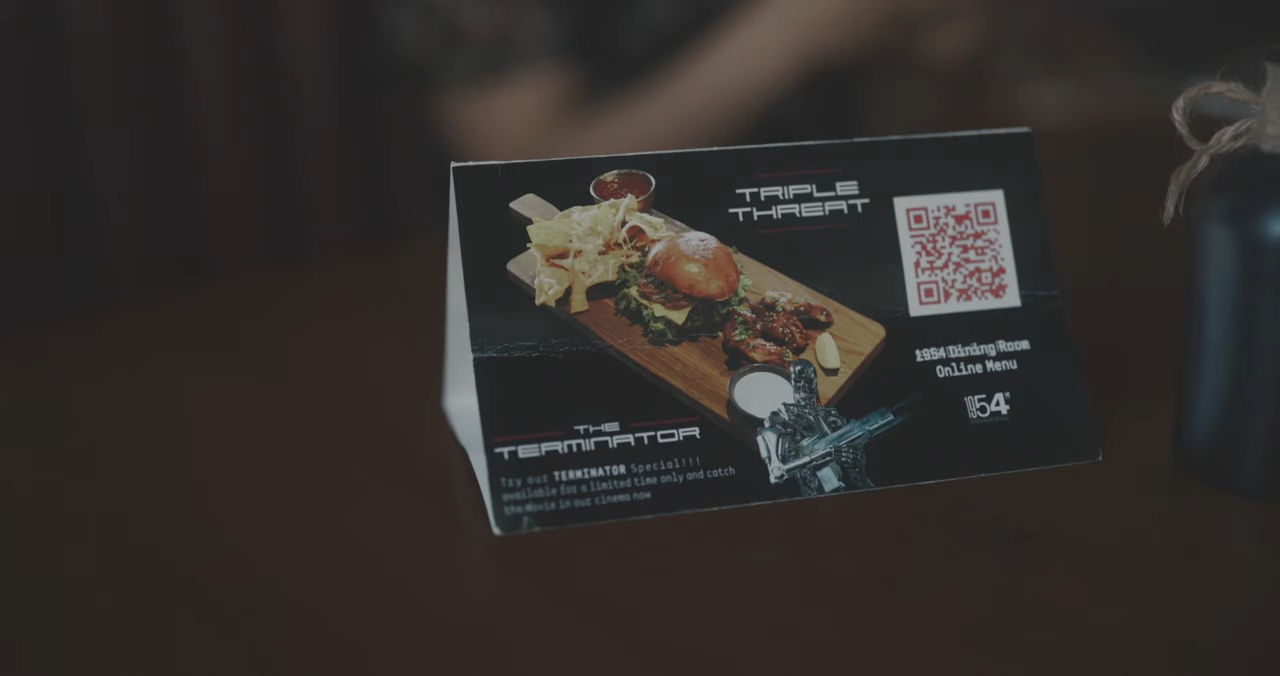 TRIPLE
THREAT
1954 Dining Room
Online Menu
1954
THE
TERMINATOR
Try our TERMINATOR Special!!!
available for a limited time only and catch
the movie in our cinema now